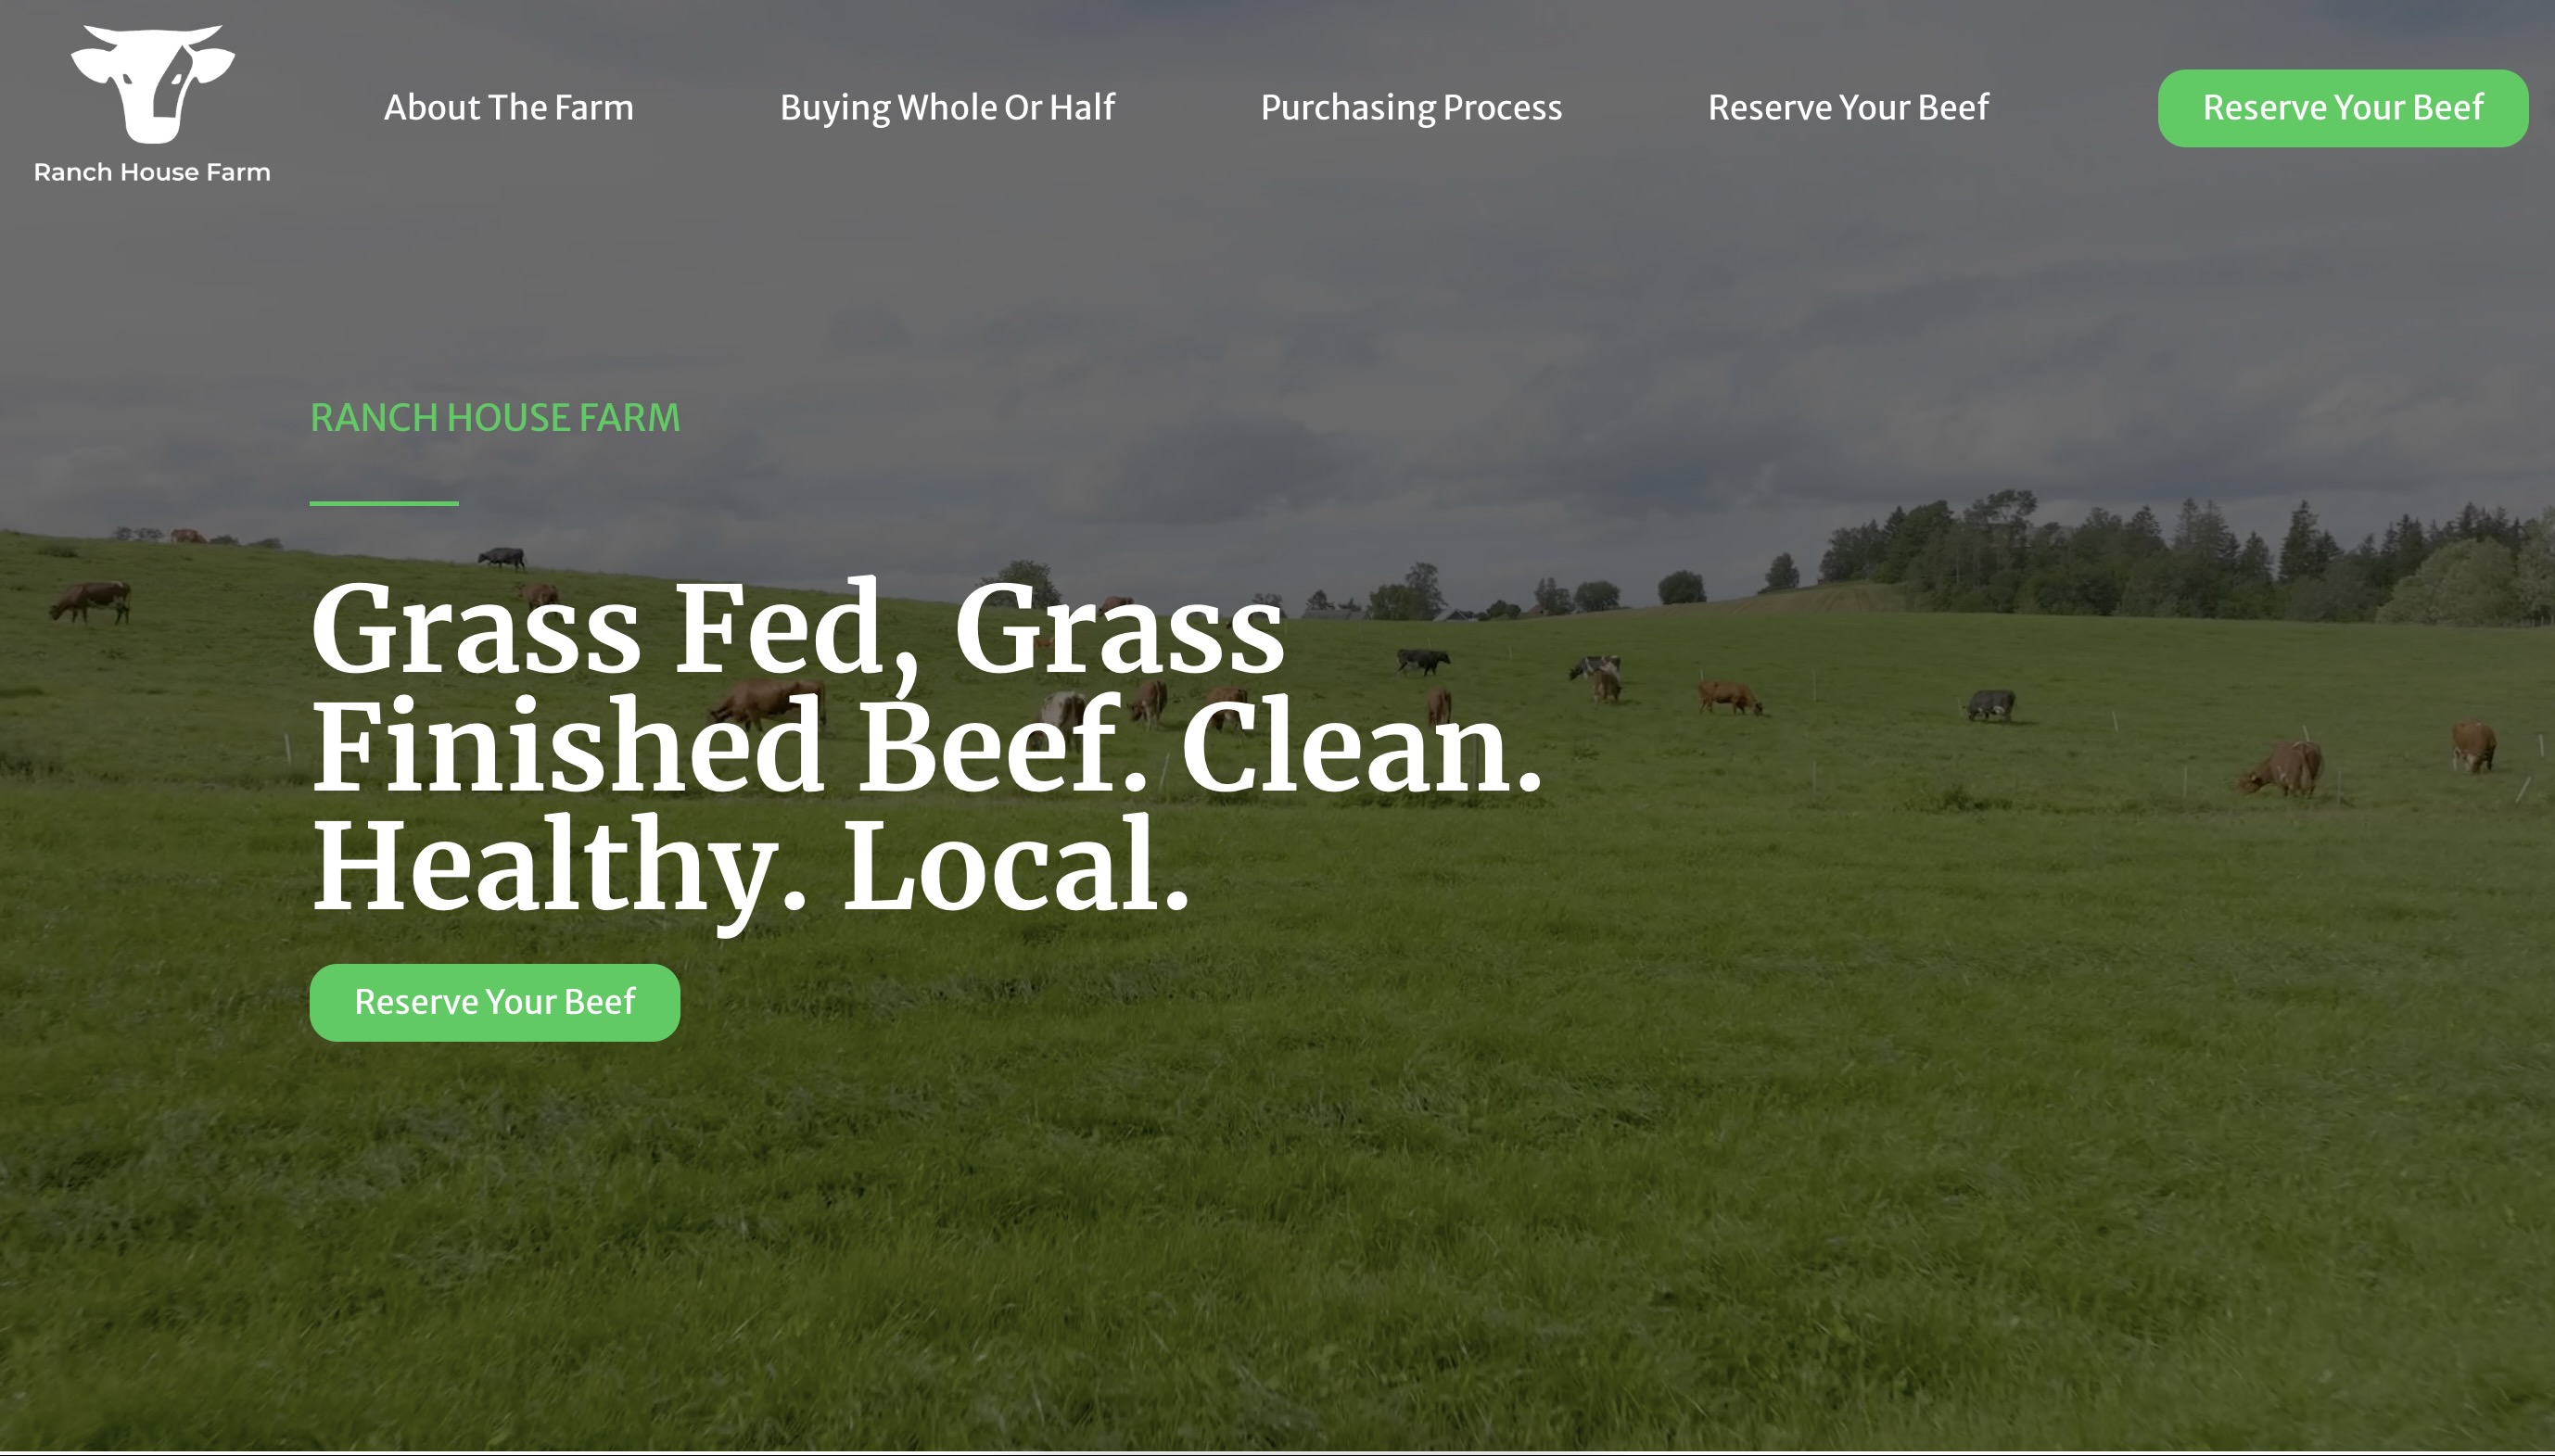 Ranch House Farm
About The Farm
Buying Whole Or Half
Purchasing Process
Reserve Your Beef
Reserve Your Beef
RANCH HOUSE FARM
Grass Fed, Grass
Finished Beef. Clean.
Healthy. Local.
Reserve Your Beef